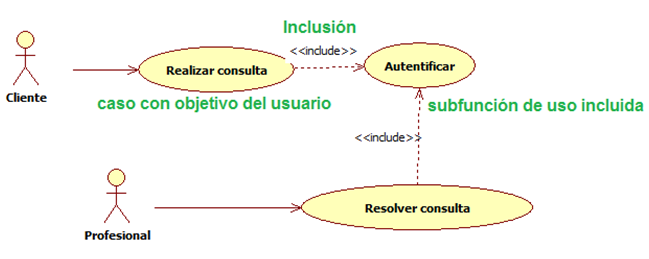 Inclusión
<<include>>
Realizar consulta
Autentificar
Cliente
caso con objetivo del usuario
subfunción de uso incluida
<<include>>
Resolver consulta
Profesional